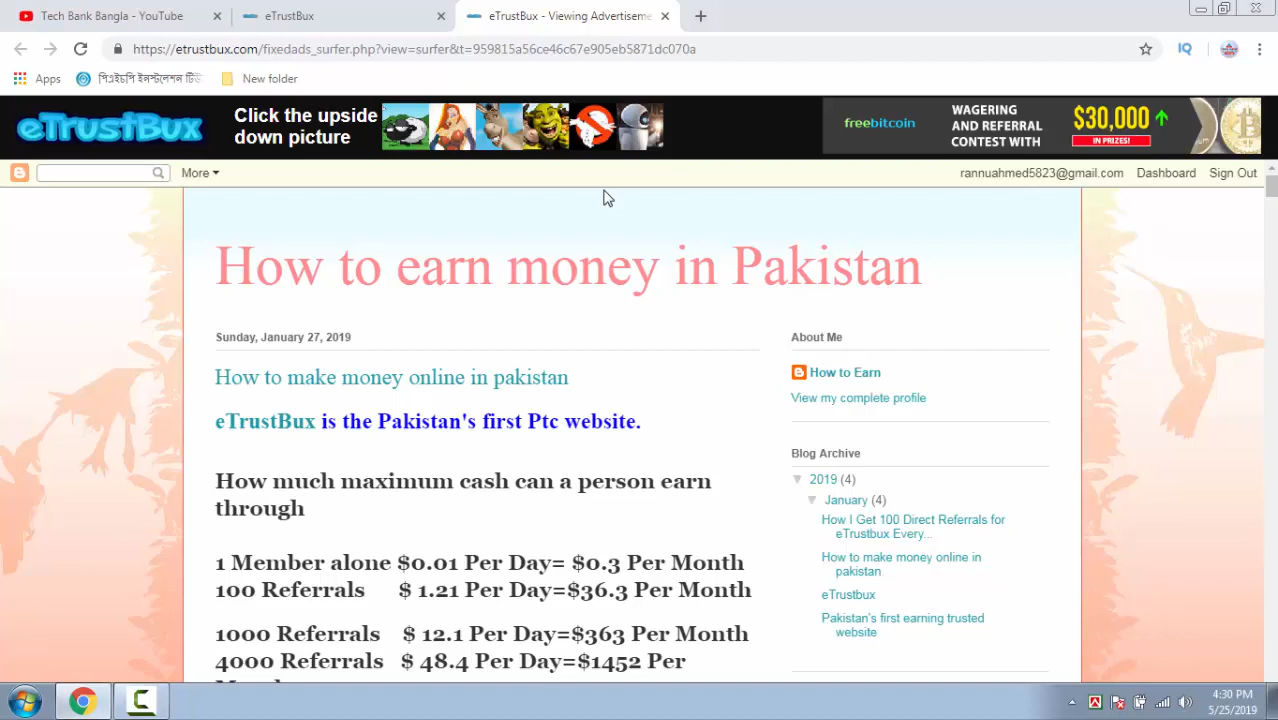 Tech Bank Bangla - YouTube
eTrustBux
eTrustBux - Viewing Advertiseme
https://etrustbux.com/fixedads_surfer.php?view=surfer&t=959815a56ce46c67e905eb5871dc070a
Apps
পিএইচপি ইনস্টলেশন টিউ
New folder
eTrustBux
Click the upside
down picture
freebitcoin
WAGERING
AND REFERRAL
CONTEST WITH
$30,000
IN PRIZES!
More
rannuahmed5823@gmail.com
Dashboard
Sign Out
How to earn money in Pakistan
Sunday, January 27, 2019
How to make money online in pakistan
eTrustBux is the Pakistan's first Ptc website.
How much maximum cash can a person earn
through
1 Member alone $0.01 Per Day= $0.3 Per Month
100 Referrals $ 1.21 Per Day=$36.3 Per Month
1000 Referrals $ 12.1 Per Day=$363 Per Month
4000 Referrals $ 48.4 Per Day=$1452 Per
About Me
How to Earn
View my complete profile
Blog Archive
2019 (4)
January (4)
How I Get 100 Direct Referrals for
eTrustbux Every...
How to make money online in
pakistan
eTrustbux
Pakistan's first earning trusted
website
4:30 PM
5/25/2019